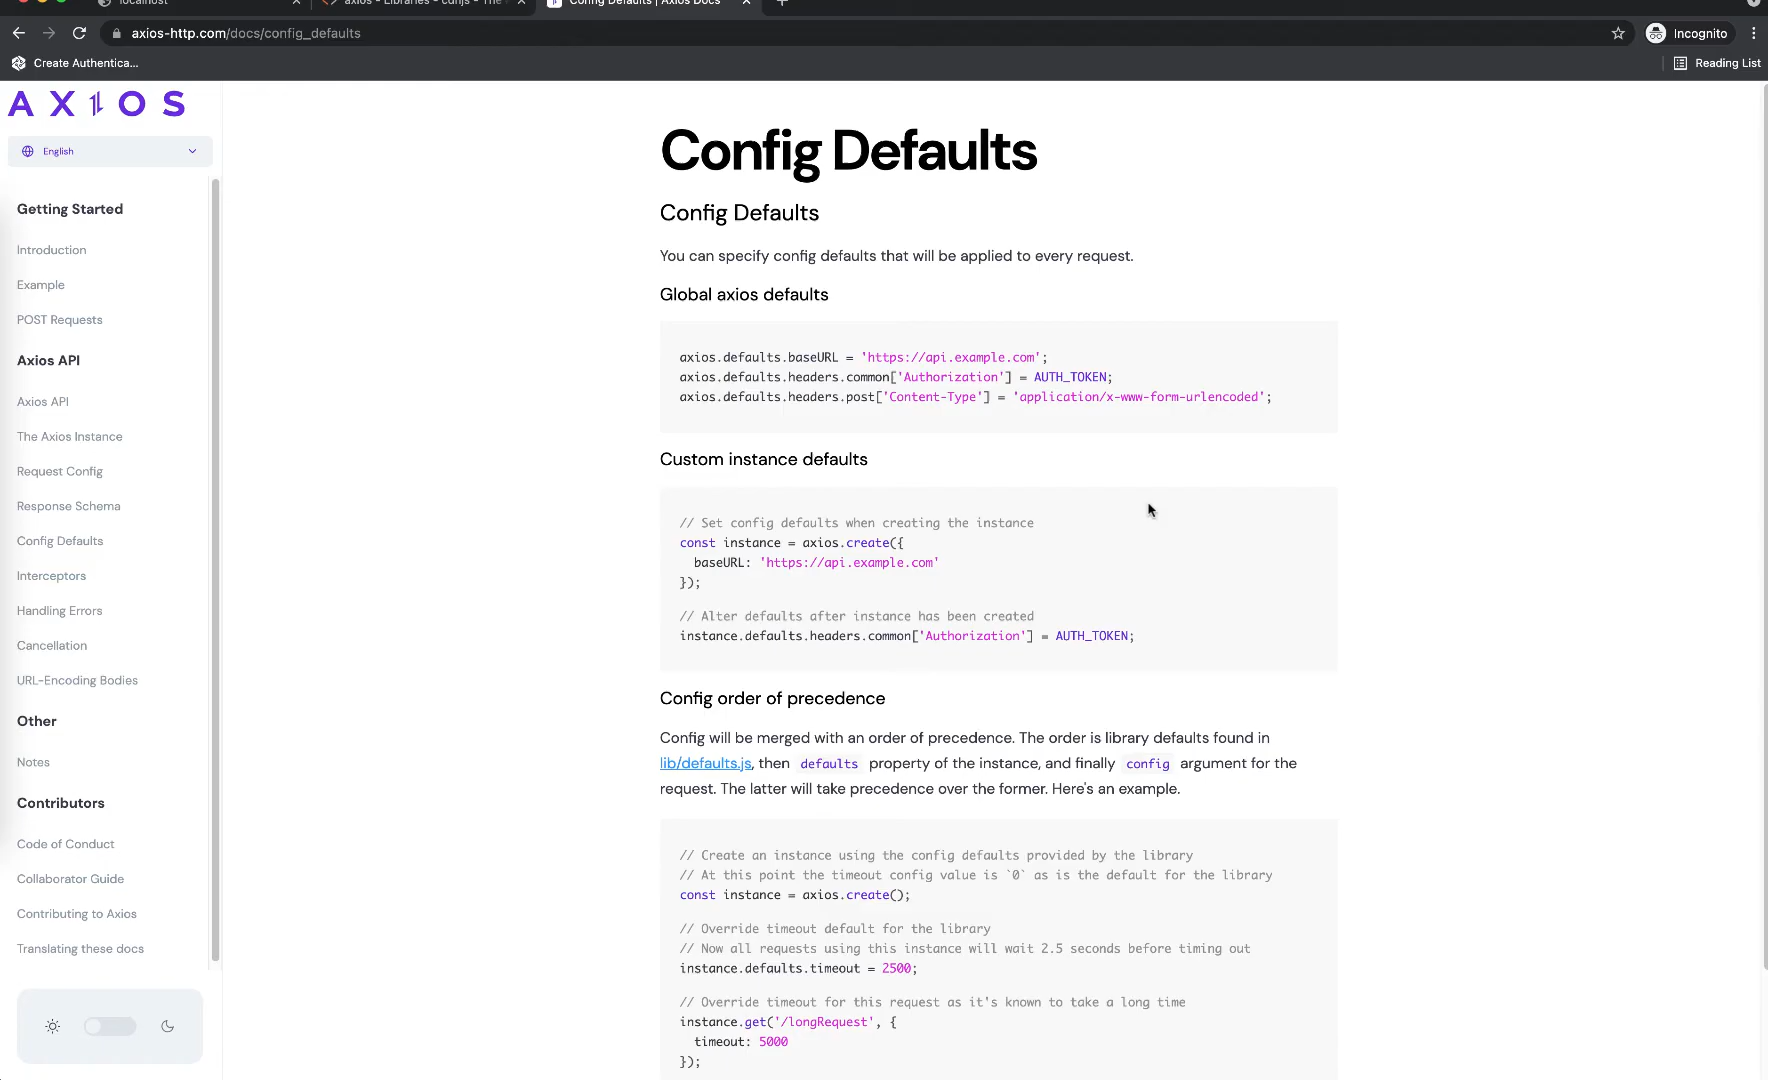 localhost
axios - Libraries - cdnjs - The
Config Defaults | Axios Docs
axios-http.com/docs/config_defaults
Incognito
Create Authentica...
Reading List
AXIOS
English
Getting Started
Introduction
Example
POST Requests
Axios API
Axios API
The Axios Instance
Request Config
Response Schema
Config Defaults
Interceptors
Handling Errors
Cancellation
URL-Encoding Bodies
Other
Notes
Contributors
Code of Conduct
Collaborator Guide
Contributing to Axios
Translating these docs
Config Defaults
Config Defaults
You can specify config defaults that will be applied to every request.
Global axios defaults
axios.defaults.baseURL = 'https://api.example.com';
axios.defaults.headers.common['Authorization'] = AUTH_TOKEN;
axios.defaults.headers.post['Content-Type'] = 'application/x-www-form-urlencoded';
Custom instance defaults
// Set config defaults when creating the instance
const instance = axios.create({
  baseURL: 'https://api.example.com'
});
// Alter defaults after instance has been created
instance.defaults.headers.common['Authorization'] = AUTH_TOKEN;
Config order of precedence
Config will be merged with an order of precedence. The order is library defaults found in
lib/defaults.js, then defaults property of the instance, and finally config argument for the
request. The latter will take precedence over the former. Here's an example.
// Create an instance using the config defaults provided by the library
// At this point the timeout config value is `0` as is the default for the library
const instance = axios.create();
// Override timeout default for the library
// Now all requests using this instance will wait 2.5 seconds before timing out
instance.defaults.timeout = 2500;
// Override timeout for this request as it's known to take a long time
instance.get('/longRequest', {
  timeout: 5000
});